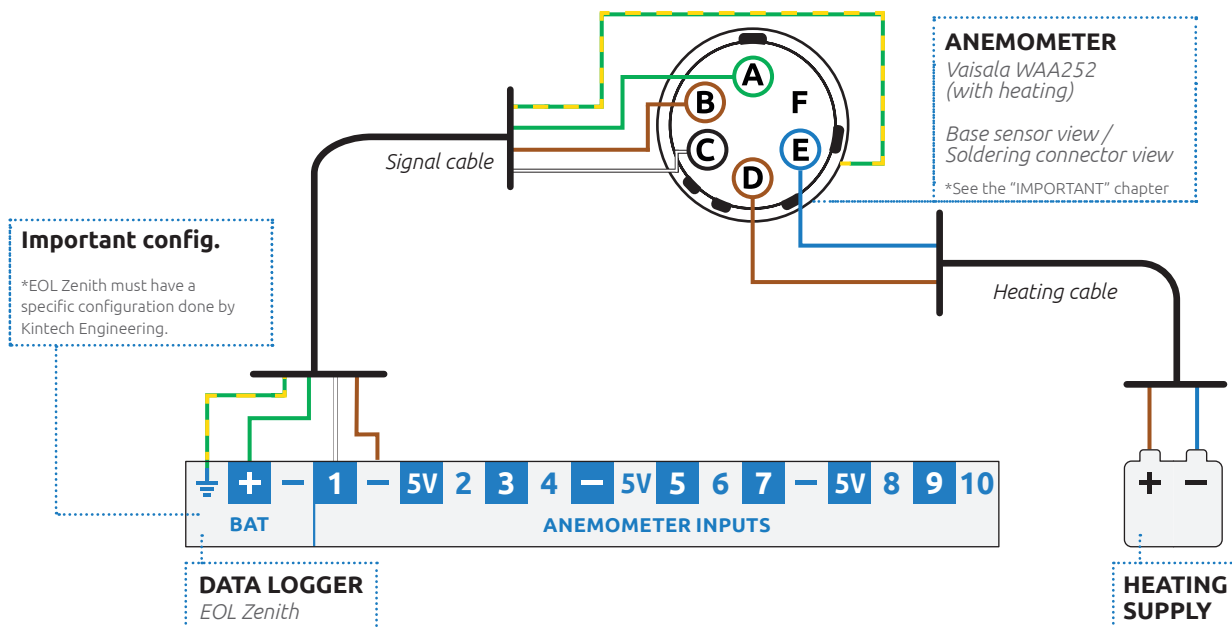 ANEMOMETER
Vaisala WAA252
(with heating)
Base sensor view /
Soldering connector view
*See the “IMPORTANT” chapter
A
B
F
C
E
D
Signal cable
Important config.
*EOL Zenith must have a
specific configuration done by
Kintech Engineering.
Heating cable
+ − 1 − 5V 2 3 4 − 5V 5 6 7 − 5V 8 9 10
BAT
ANEMOMETER INPUTS
+ −
DATA LOGGER
EOL Zenith
HEATING
SUPPLY